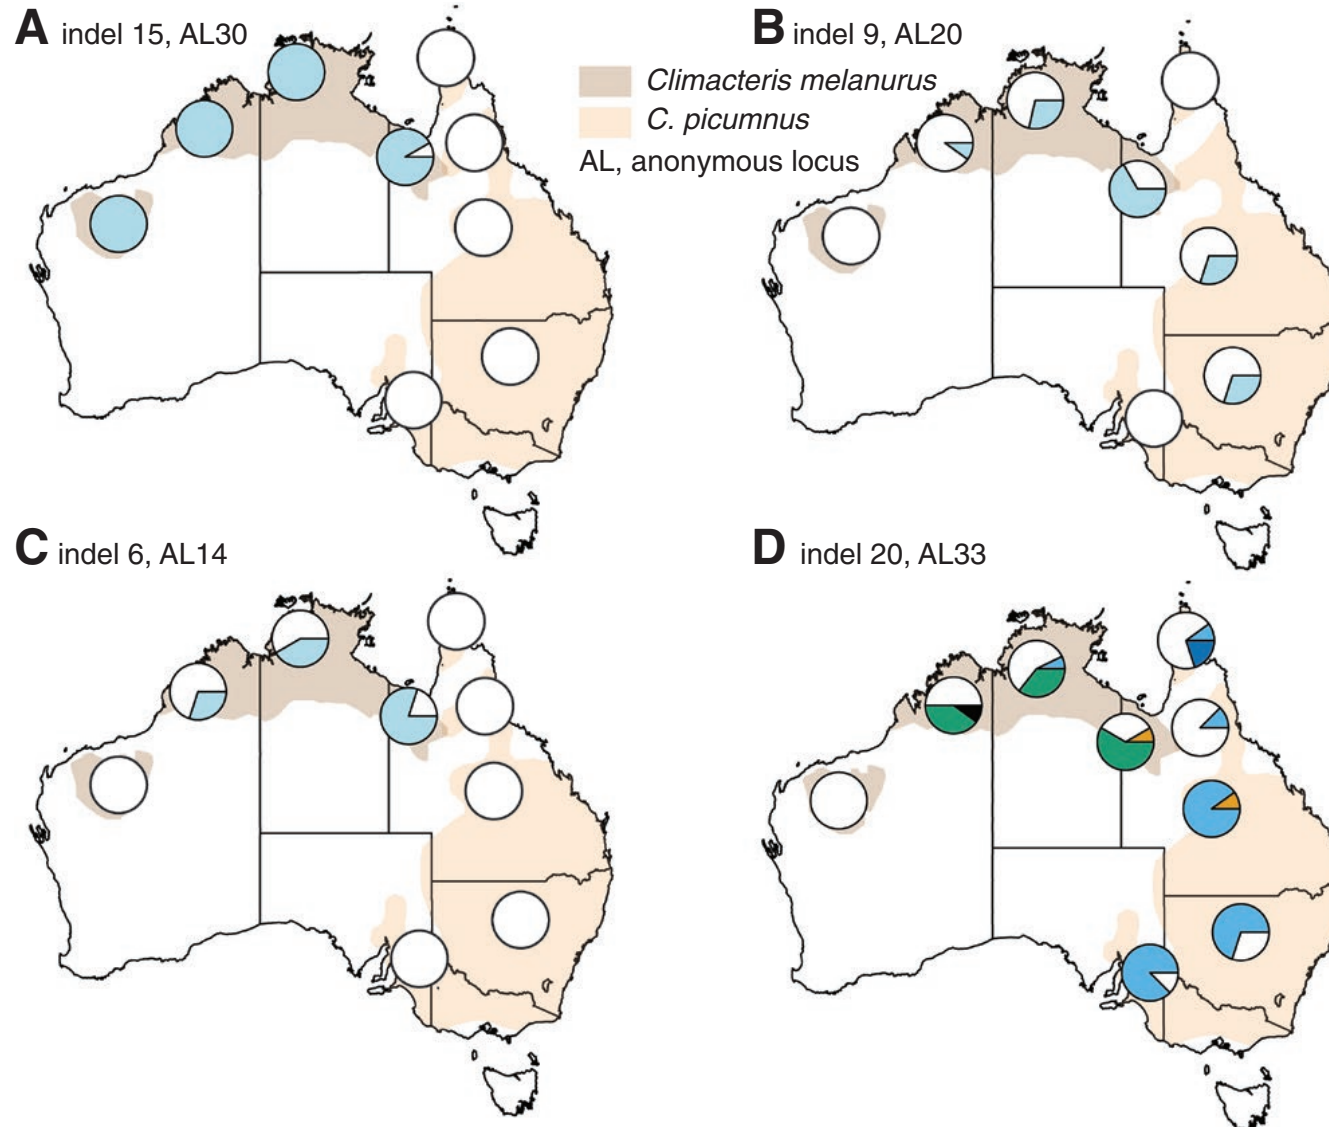 A indel 15, AL30
B indel 9, AL20
Climacteris melanurus
C. picumnus
AL, anonymous locus
C indel 6, AL14
D indel 20, AL33